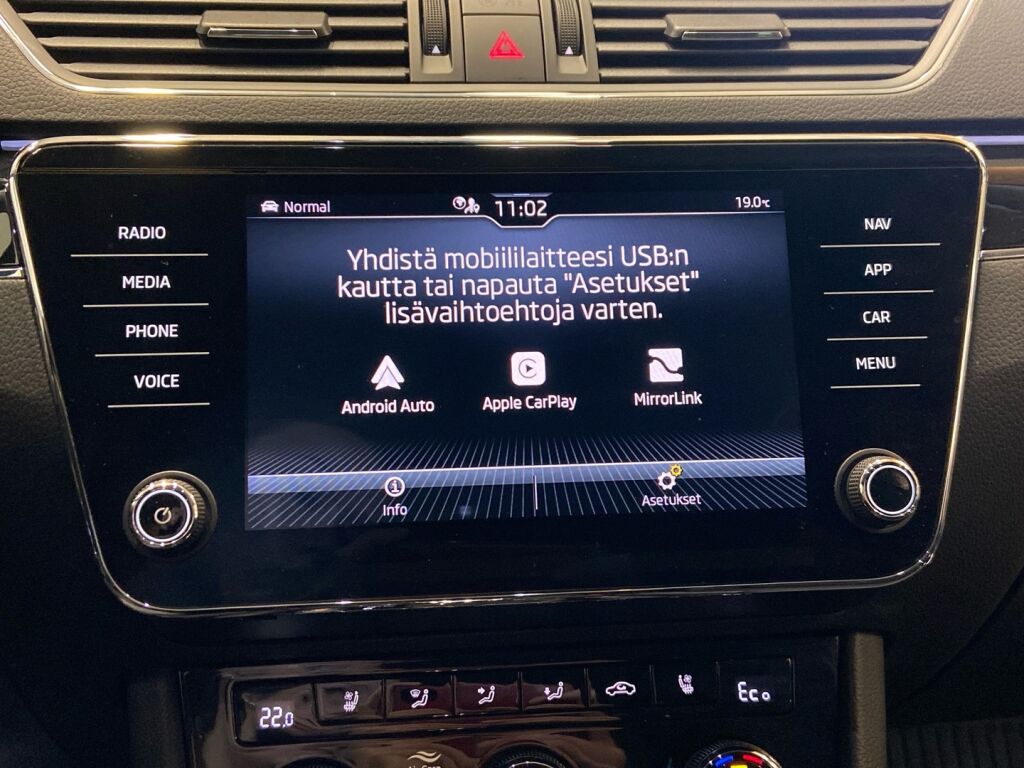 Normal
11:02
19.0°C
RADIO
MEDIA
PHONE
VOICE
NAV
APP
CAR
MENU
Yhdistä mobiililaitteesi USB:n
kautta tai napauta "Asetukset"
lisävaihtoehtoja varten.
Android Auto
Apple CarPlay
MirrorLink
Info
Asetukset
22.0
Eco